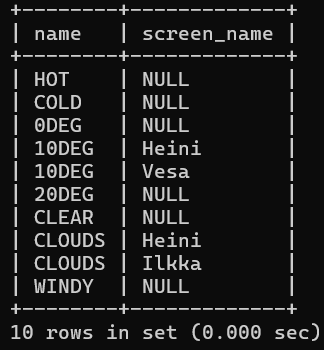 +--------+-------------+
| name   | screen_name |
+--------+-------------+
| HOT    | NULL        |
| COLD   | NULL        |
| 0DEG   | NULL        |
| 10DEG  | Heini       |
| 10DEG  | Vesa        |
| 20DEG  | NULL        |
| CLEAR  | NULL        |
| CLOUDS | Heini       |
| CLOUDS | Ilkka       |
| WINDY  | NULL        |
+--------+-------------+
10 rows in set (0.000 sec)